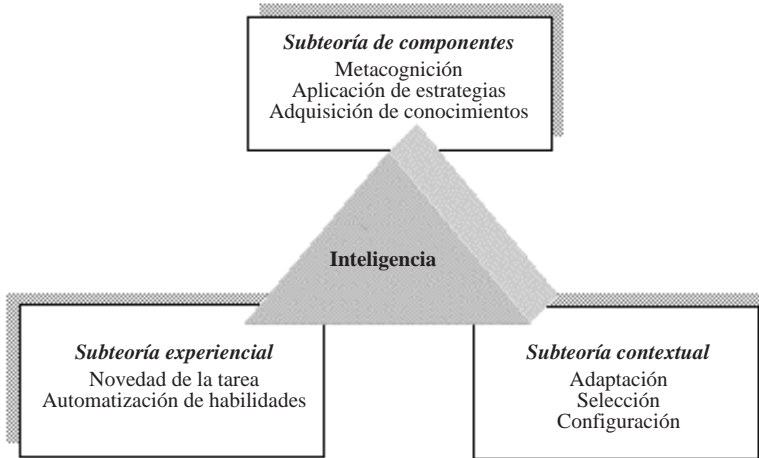 Subteoría de componentes
Metacognición
Aplicación de estrategias
Adquisición de conocimientos
Inteligencia
Subteoría experiencial
Novedad de la tarea
Automatización de habilidades
Subteoría contextual
Adaptación
Selección
Configuración